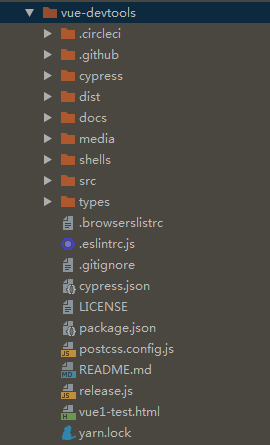 vue-devtools
.circleci
.github
cypress
dist
docs
media
shells
src
types
.browserslistrc
.eslintrc.js
.gitignore
cypress.json
LICENSE
package.json
postcss.config.js
README.md
release.js
vue1-test.html
yarn.lock